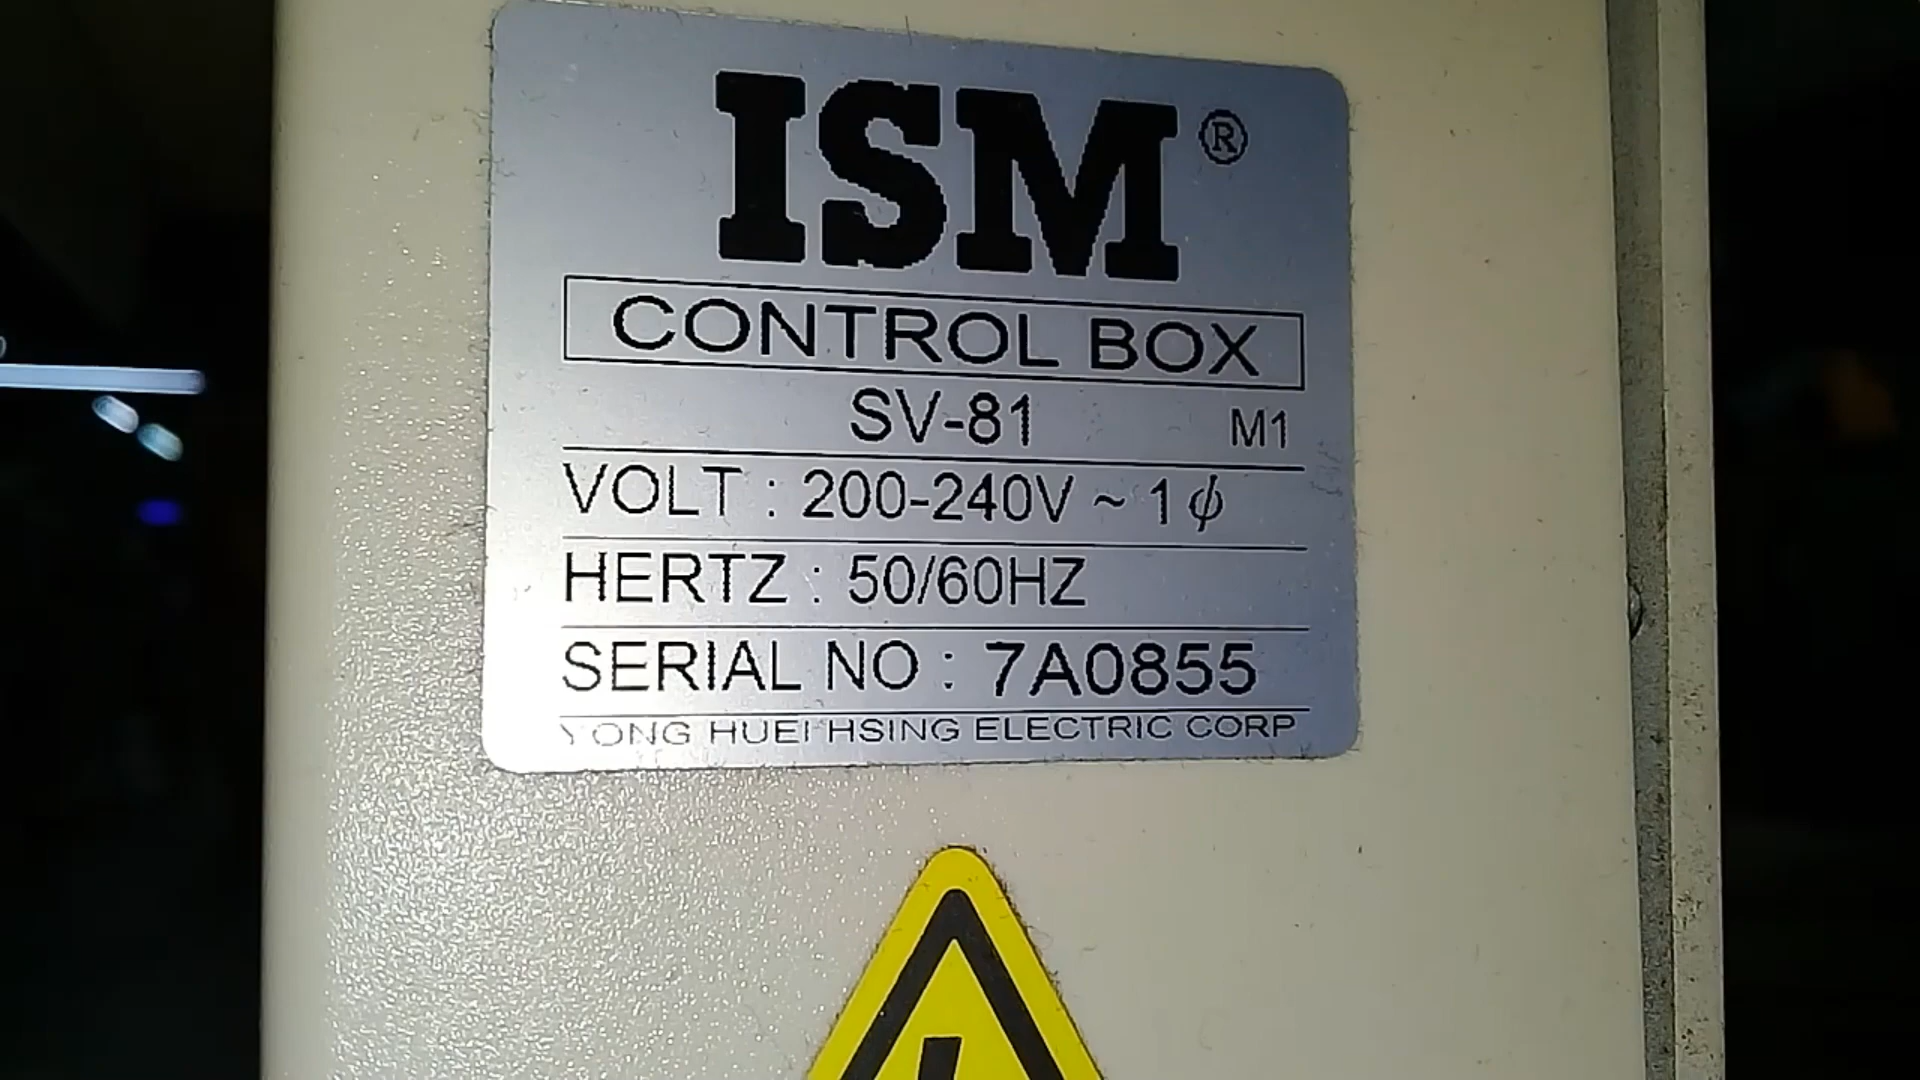 ISM®
CONTROL BOX
SV-81 M1
VOLT : 200-240V ~ 1ϕ
HERTZ : 50/60HZ
SERIAL NO : 7A0855
YONG HUEI HSING ELECTRIC CORP